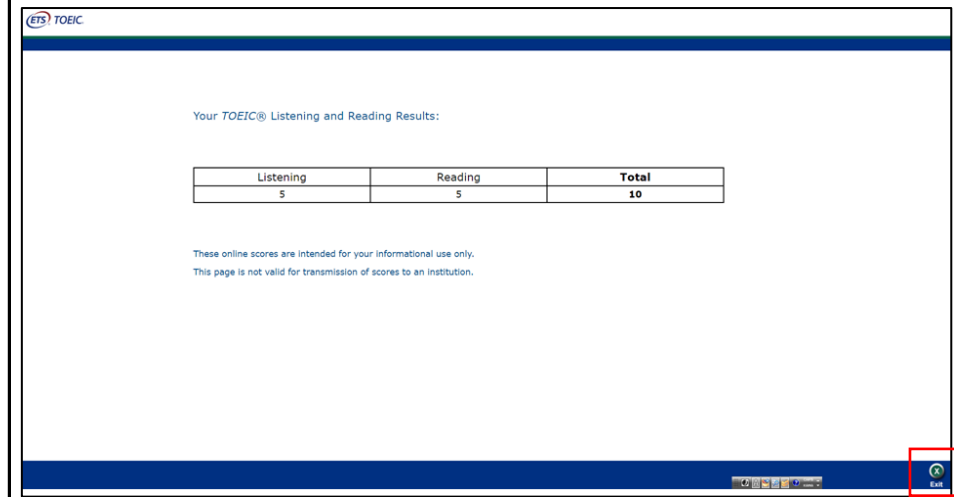 ETS TOEIC.
Your TOEIC® Listening and Reading Results:
Listening Reading Total
5 5 10
These online scores are intended for your informational use only.
This page is not valid for transmission of scores to an institution.
X
Exit